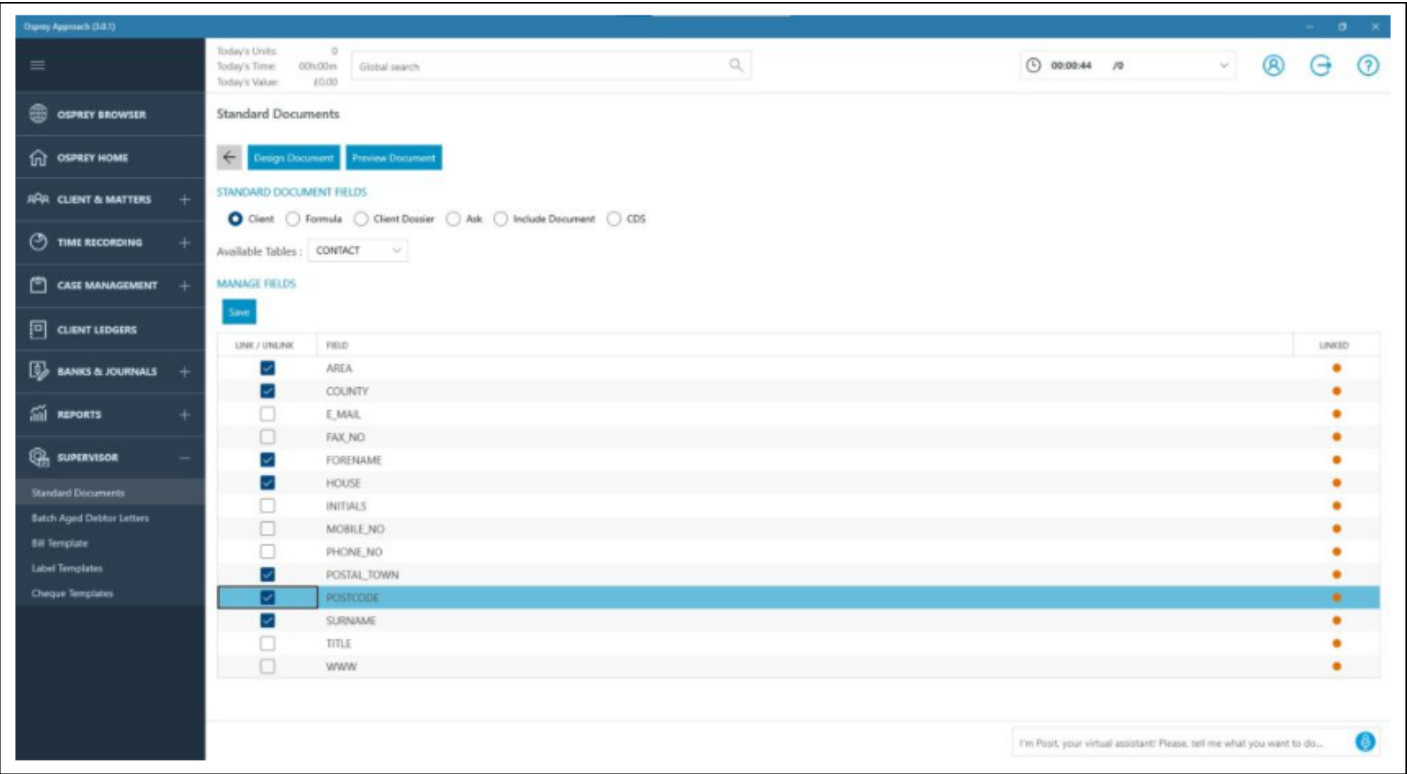 Osprey Approach (3.0.1)
Today's Units: 0
Today's Time: 00h:00m
Today's Value: £0.00
Global search
00:00:44 /0
OSPREY BROWSER
OSPREY HOME
CLIENT & MATTERS
TIME RECORDING
CASE MANAGEMENT
CLIENT LEDGERS
BANKS & JOURNALS
REPORTS
SUPERVISOR
Standard Documents
Batch Aged Debtor Letters
Bill Template
Label Templates
Cheque Templates
Standard Documents
Design Document Preview Document
STANDARD DOCUMENT FIELDS
Client Formula Client Dossier Ask Include Document CDS
Available Tables : CONTACT
MANAGE FIELDS
Save
LINK / UNLINK FIELD LINKED
AREA
COUNTY
E_MAIL
FAX_NO
FORENAME
HOUSE
INITIALS
MOBILE_NO
PHONE_NO
POSTAL_TOWN
POSTCODE
SURNAME
TITLE
WWW
I'm Posit, your virtual assistant! Please, tell me what you want to do...